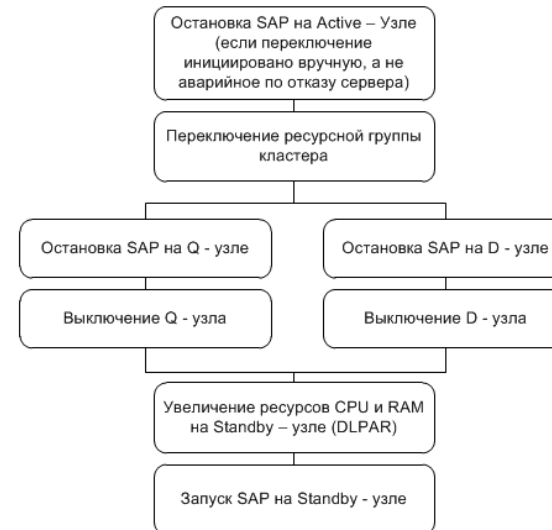 Остановка SAP на Active – Узле
(если переключение
инициировано вручную, а не
аварийное по отказу сервера)
Переключение ресурсной группы
кластера
Остановка SAP на Q - узле
Остановка SAP на D - узле
Выключение Q - узла
Выключение D - узла
Увеличение ресурсов CPU и RAM
на Standby – узле (DLPAR)
Запуск SAP на Standby - узле